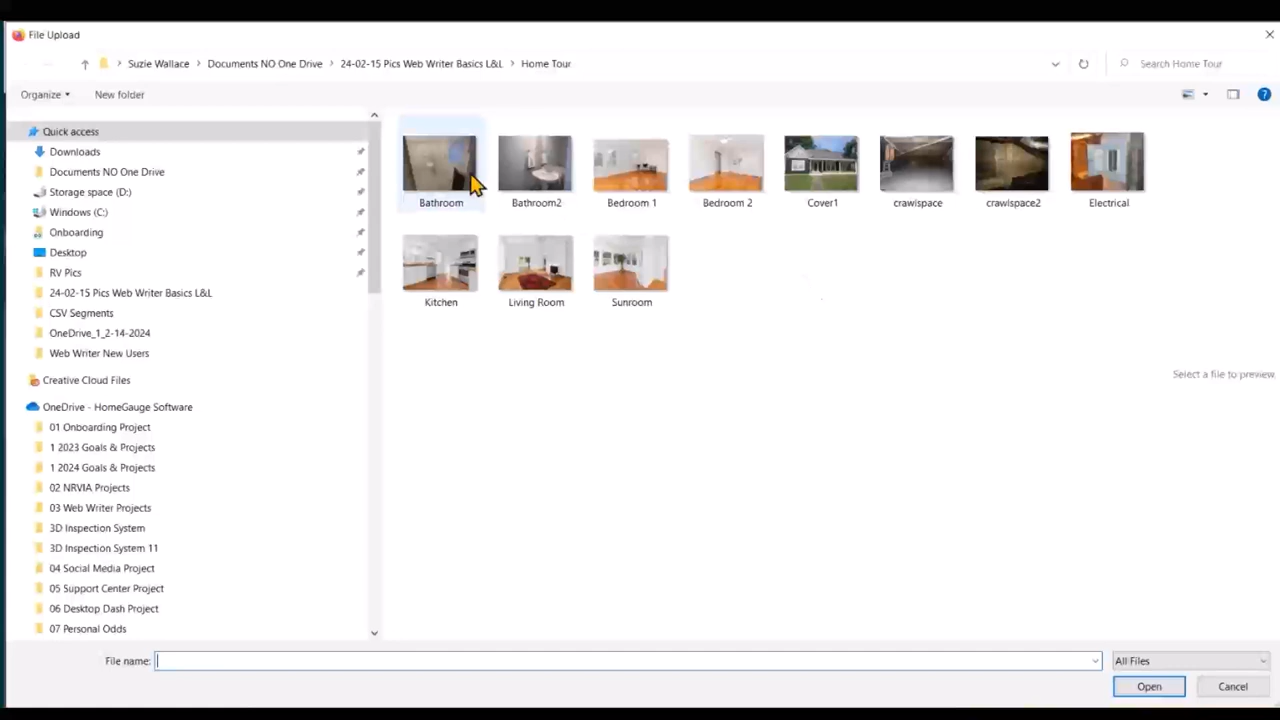 File Upload
Suzie Wallace > Documents NO One Drive > 24-02-15 Pics Web Writer Basics L&L > Home Tour
Search Home Tour
Organize
New folder
Quick access
Downloads
Documents NO One Drive
Storage space (D:)
Windows (C:)
Onboarding
Desktop
RV Pics
24-02-15 Pics Web Writer Basics L&L
CSV Segments
OneDrive_1_2-14-2024
Web Writer New Users
Creative Cloud Files
OneDrive - HomeGauge Software
01 Onboarding Project
1 2023 Goals & Projects
1 2024 Goals & Projects
02 NRVIA Projects
03 Web Writer Projects
3D Inspection System
3D Inspection System 11
04 Social Media Project
05 Support Center Project
06 Desktop Dash Project
07 Personal Odds
Bathroom
Bathroom2
Bedroom 1
Bedroom 2
Cover1
crawlspace
crawlspace2
Electrical
Kitchen
Living Room
Sunroom
Select a file to preview.
File name:
All Files
Open
Cancel